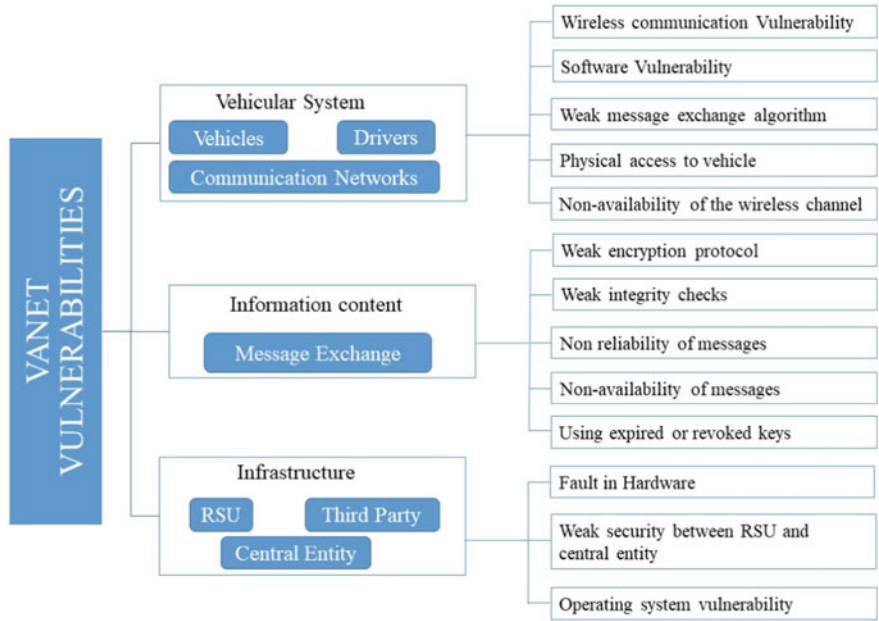 VANET
VULNERABILITIES
Vehicular System
Vehicles
Drivers
Communication Networks
Information content
Message Exchange
Infrastructure
RSU
Third Party
Central Entity
Wireless communication Vulnerability
Software Vulnerability
Weak message exchange algorithm
Physical access to vehicle
Non-availability of the wireless channel
Weak encryption protocol
Weak integrity checks
Non reliability of messages
Non-availability of messages
Using expired or revoked keys
Fault in Hardware
Weak security between RSU and
central entity
Operating system vulnerability